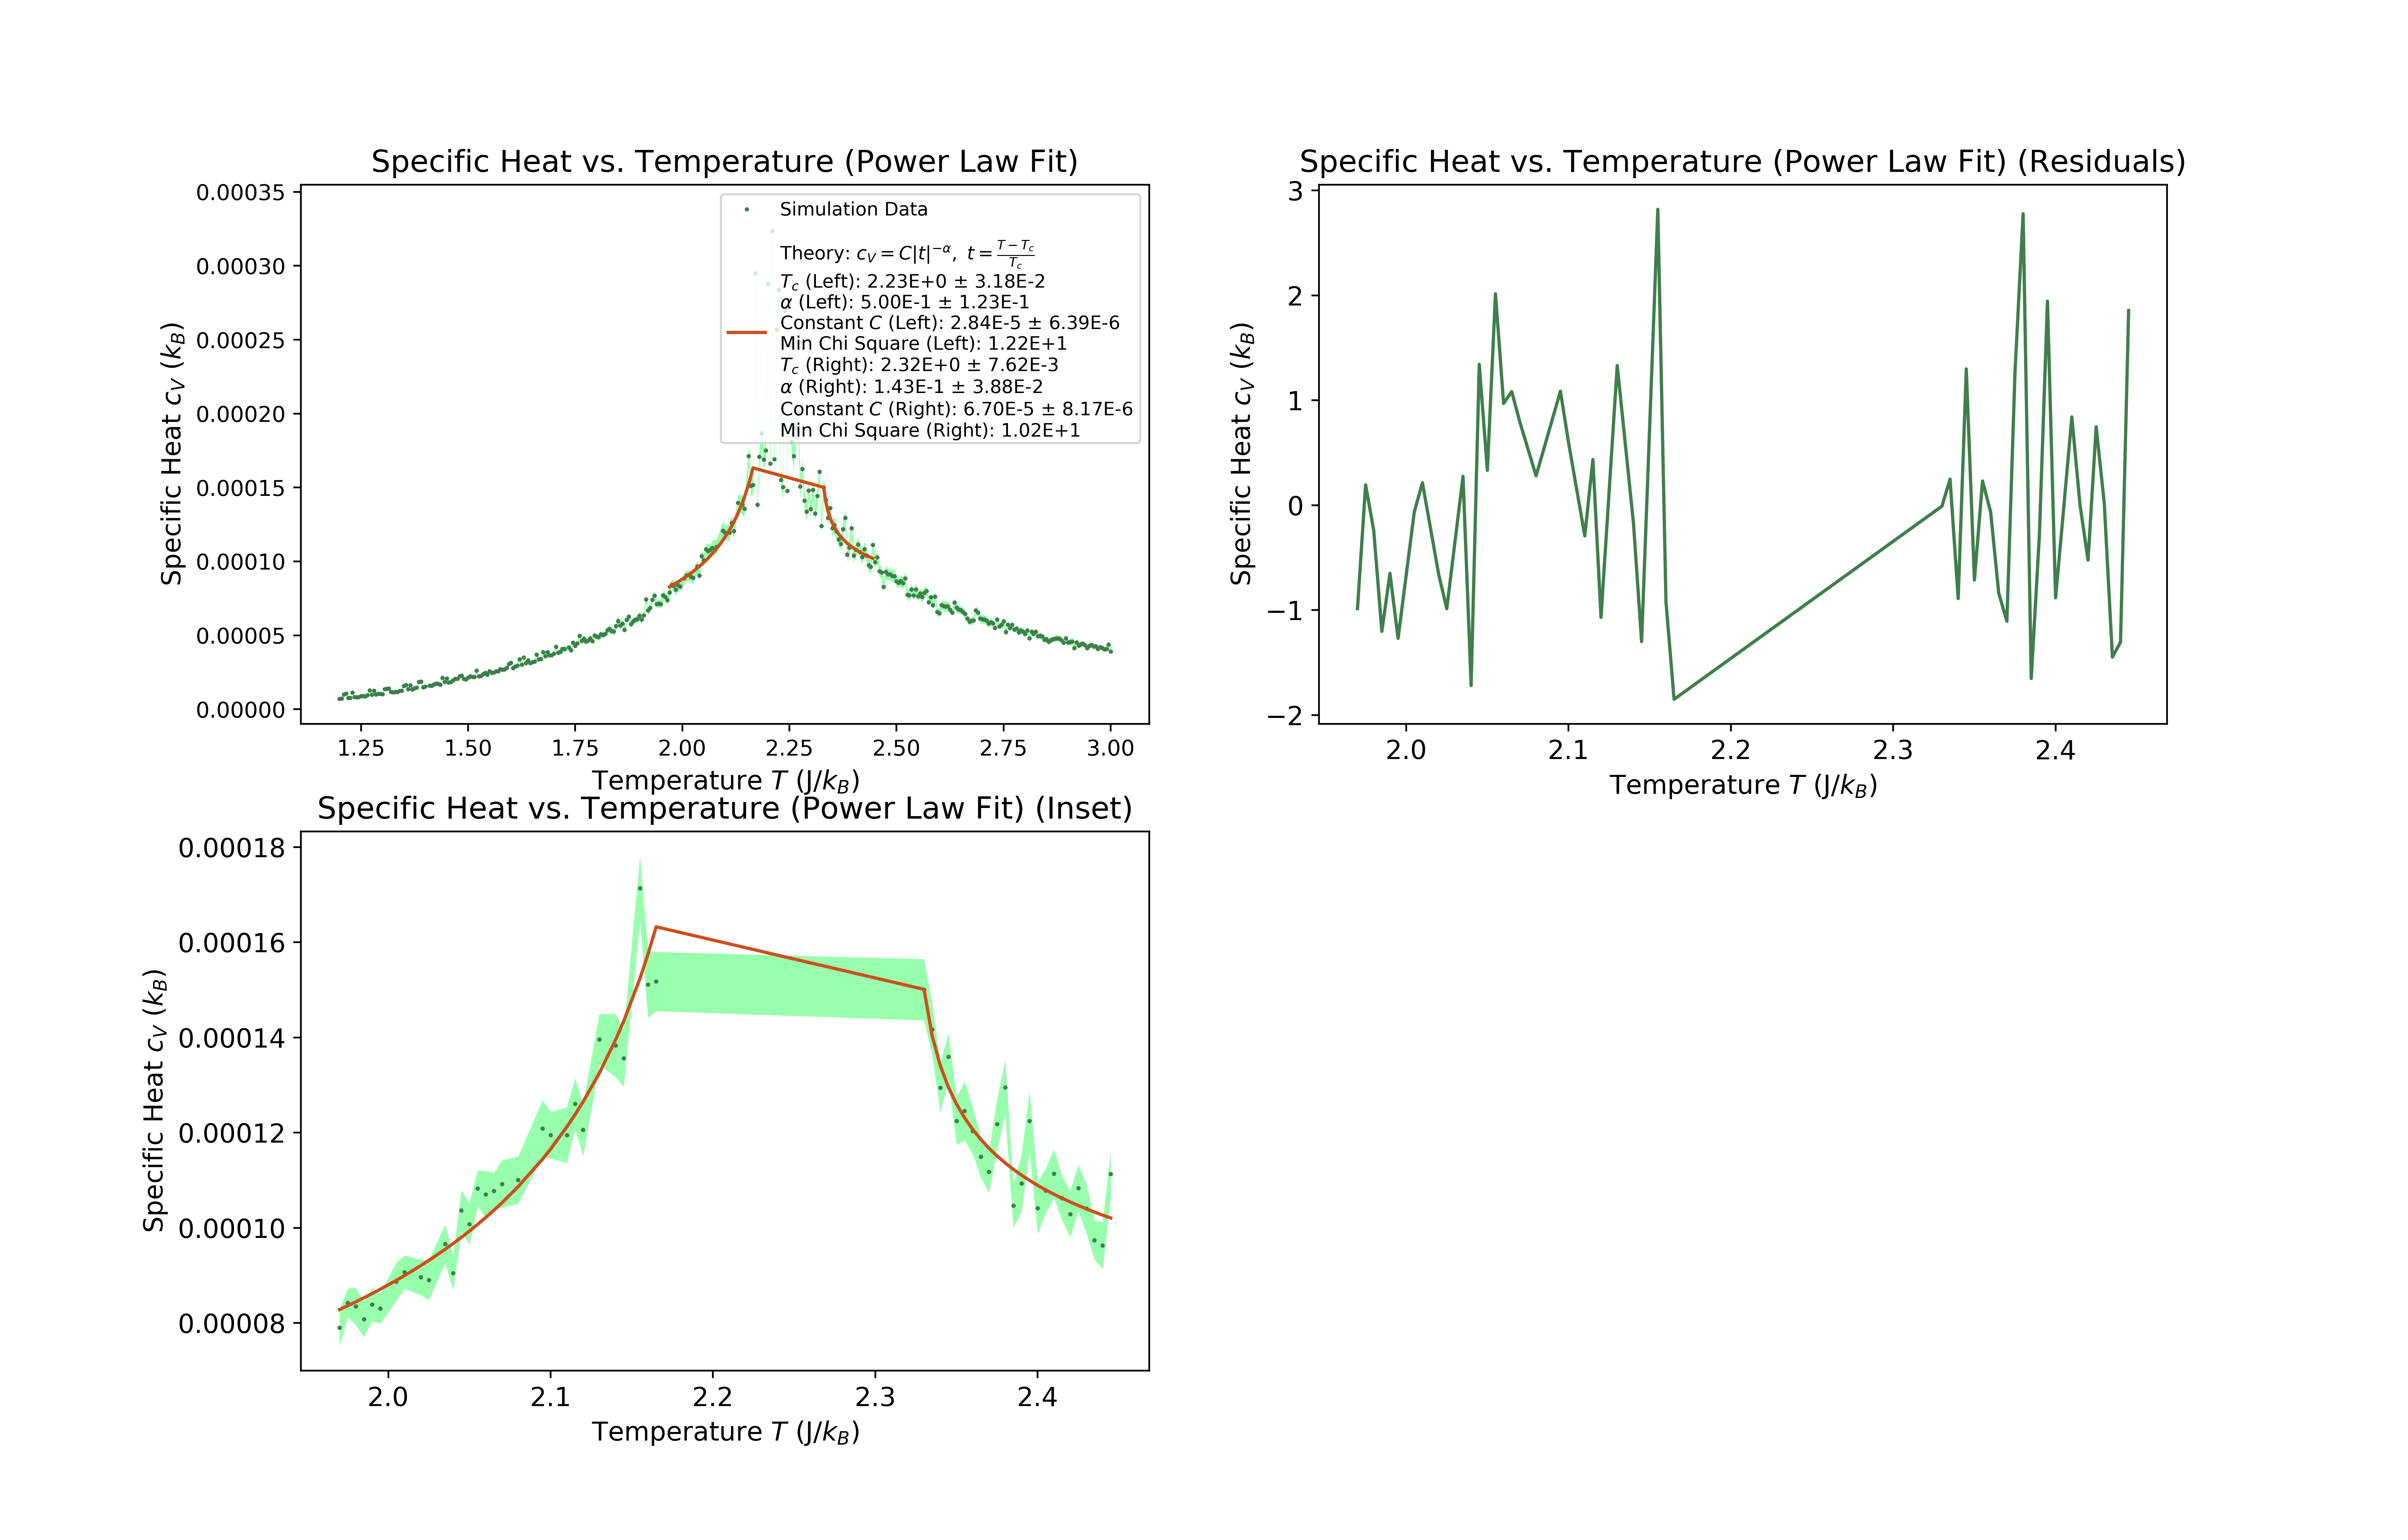 Specific Heat vs. Temperature (Power Law Fit)
Specific Heat c_V (k_B)
0.00035
0.00030
0.00025
0.00020
0.00015
0.00010
0.00005
0.00000
Simulation Data
Theory: c_V = C|t|^{−α}, t = \frac{T − T_c}{T_c}
T_c (Left): 2.23E+0 ± 3.18E-2
α (Left): 5.00E-1 ± 1.23E-1
Constant C (Left): 2.84E-5 ± 6.39E-6
Min Chi Square (Left): 1.22E+1
T_c (Right): 2.32E+0 ± 7.62E-3
α (Right): 1.43E-1 ± 3.88E-2
Constant C (Right): 6.70E-5 ± 8.17E-6
Min Chi Square (Right): 1.02E+1
1.25 1.50 1.75 2.00 2.25 2.50 2.75 3.00
Temperature T (J/k_B)
Specific Heat vs. Temperature (Power Law Fit) (Residuals)
Specific Heat c_V (k_B)
3
2
1
0
−1
−2
2.0 2.1 2.2 2.3 2.4
Temperature T (J/k_B)
Specific Heat vs. Temperature (Power Law Fit) (Inset)
Specific Heat c_V (k_B)
0.00018
0.00016
0.00014
0.00012
0.00010
0.00008
2.0 2.1 2.2 2.3 2.4
Temperature T (J/k_B)